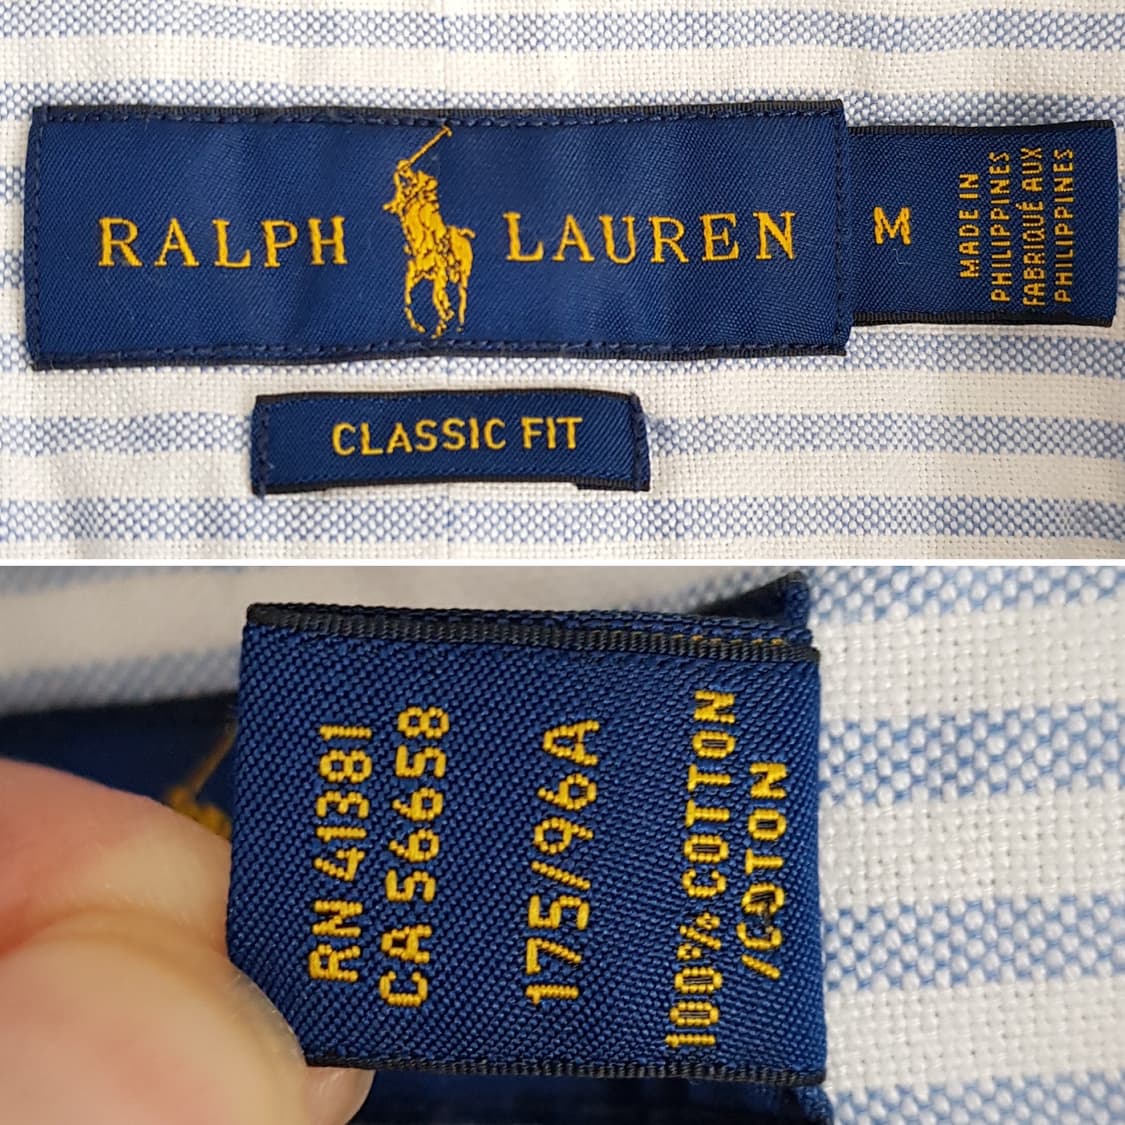 RALPH LAUREN
M
MADE IN
PHILIPPINES
FABRIQUÉ AUX
PHILIPPINES
CLASSIC FIT
RN 41381
CA 56658
175/96A
100% COTTON
/COTON